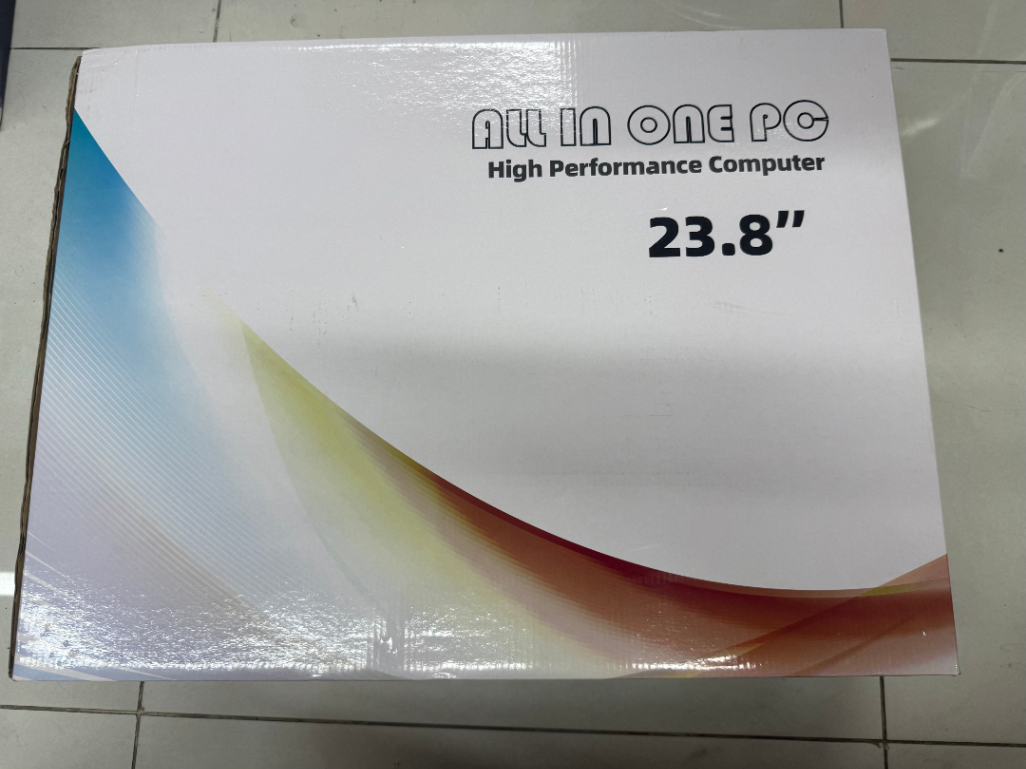 ALL IN ONE PC
High Performance Computer
23.8"